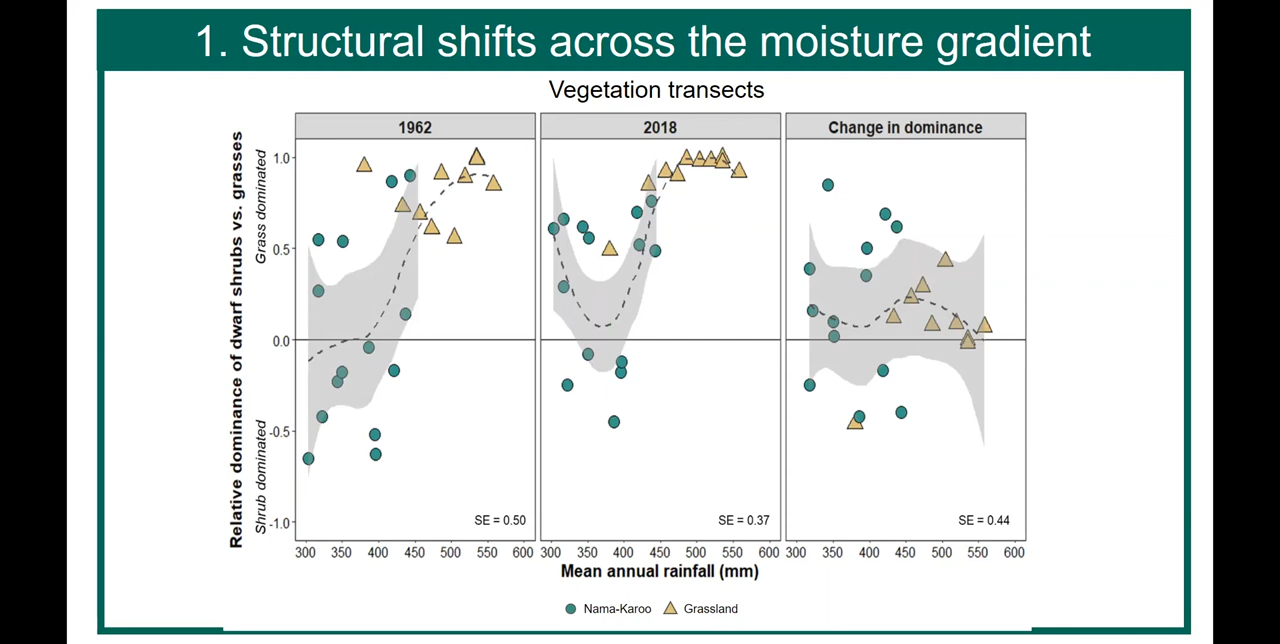 1. Structural shifts across the moisture gradient
Vegetation transects
Relative dominance of dwarf shrubs vs. grasses
Grass dominated
Shrub dominated
1962
2018
Change in dominance
1.0
0.5
0.0
-0.5
-1.0
SE = 0.50
SE = 0.37
SE = 0.44
300 350 400 450 500 550 600
300 350 400 450 500 550 600
300 350 400 450 500 550 600
Mean annual rainfall (mm)
Nama-Karoo Grassland